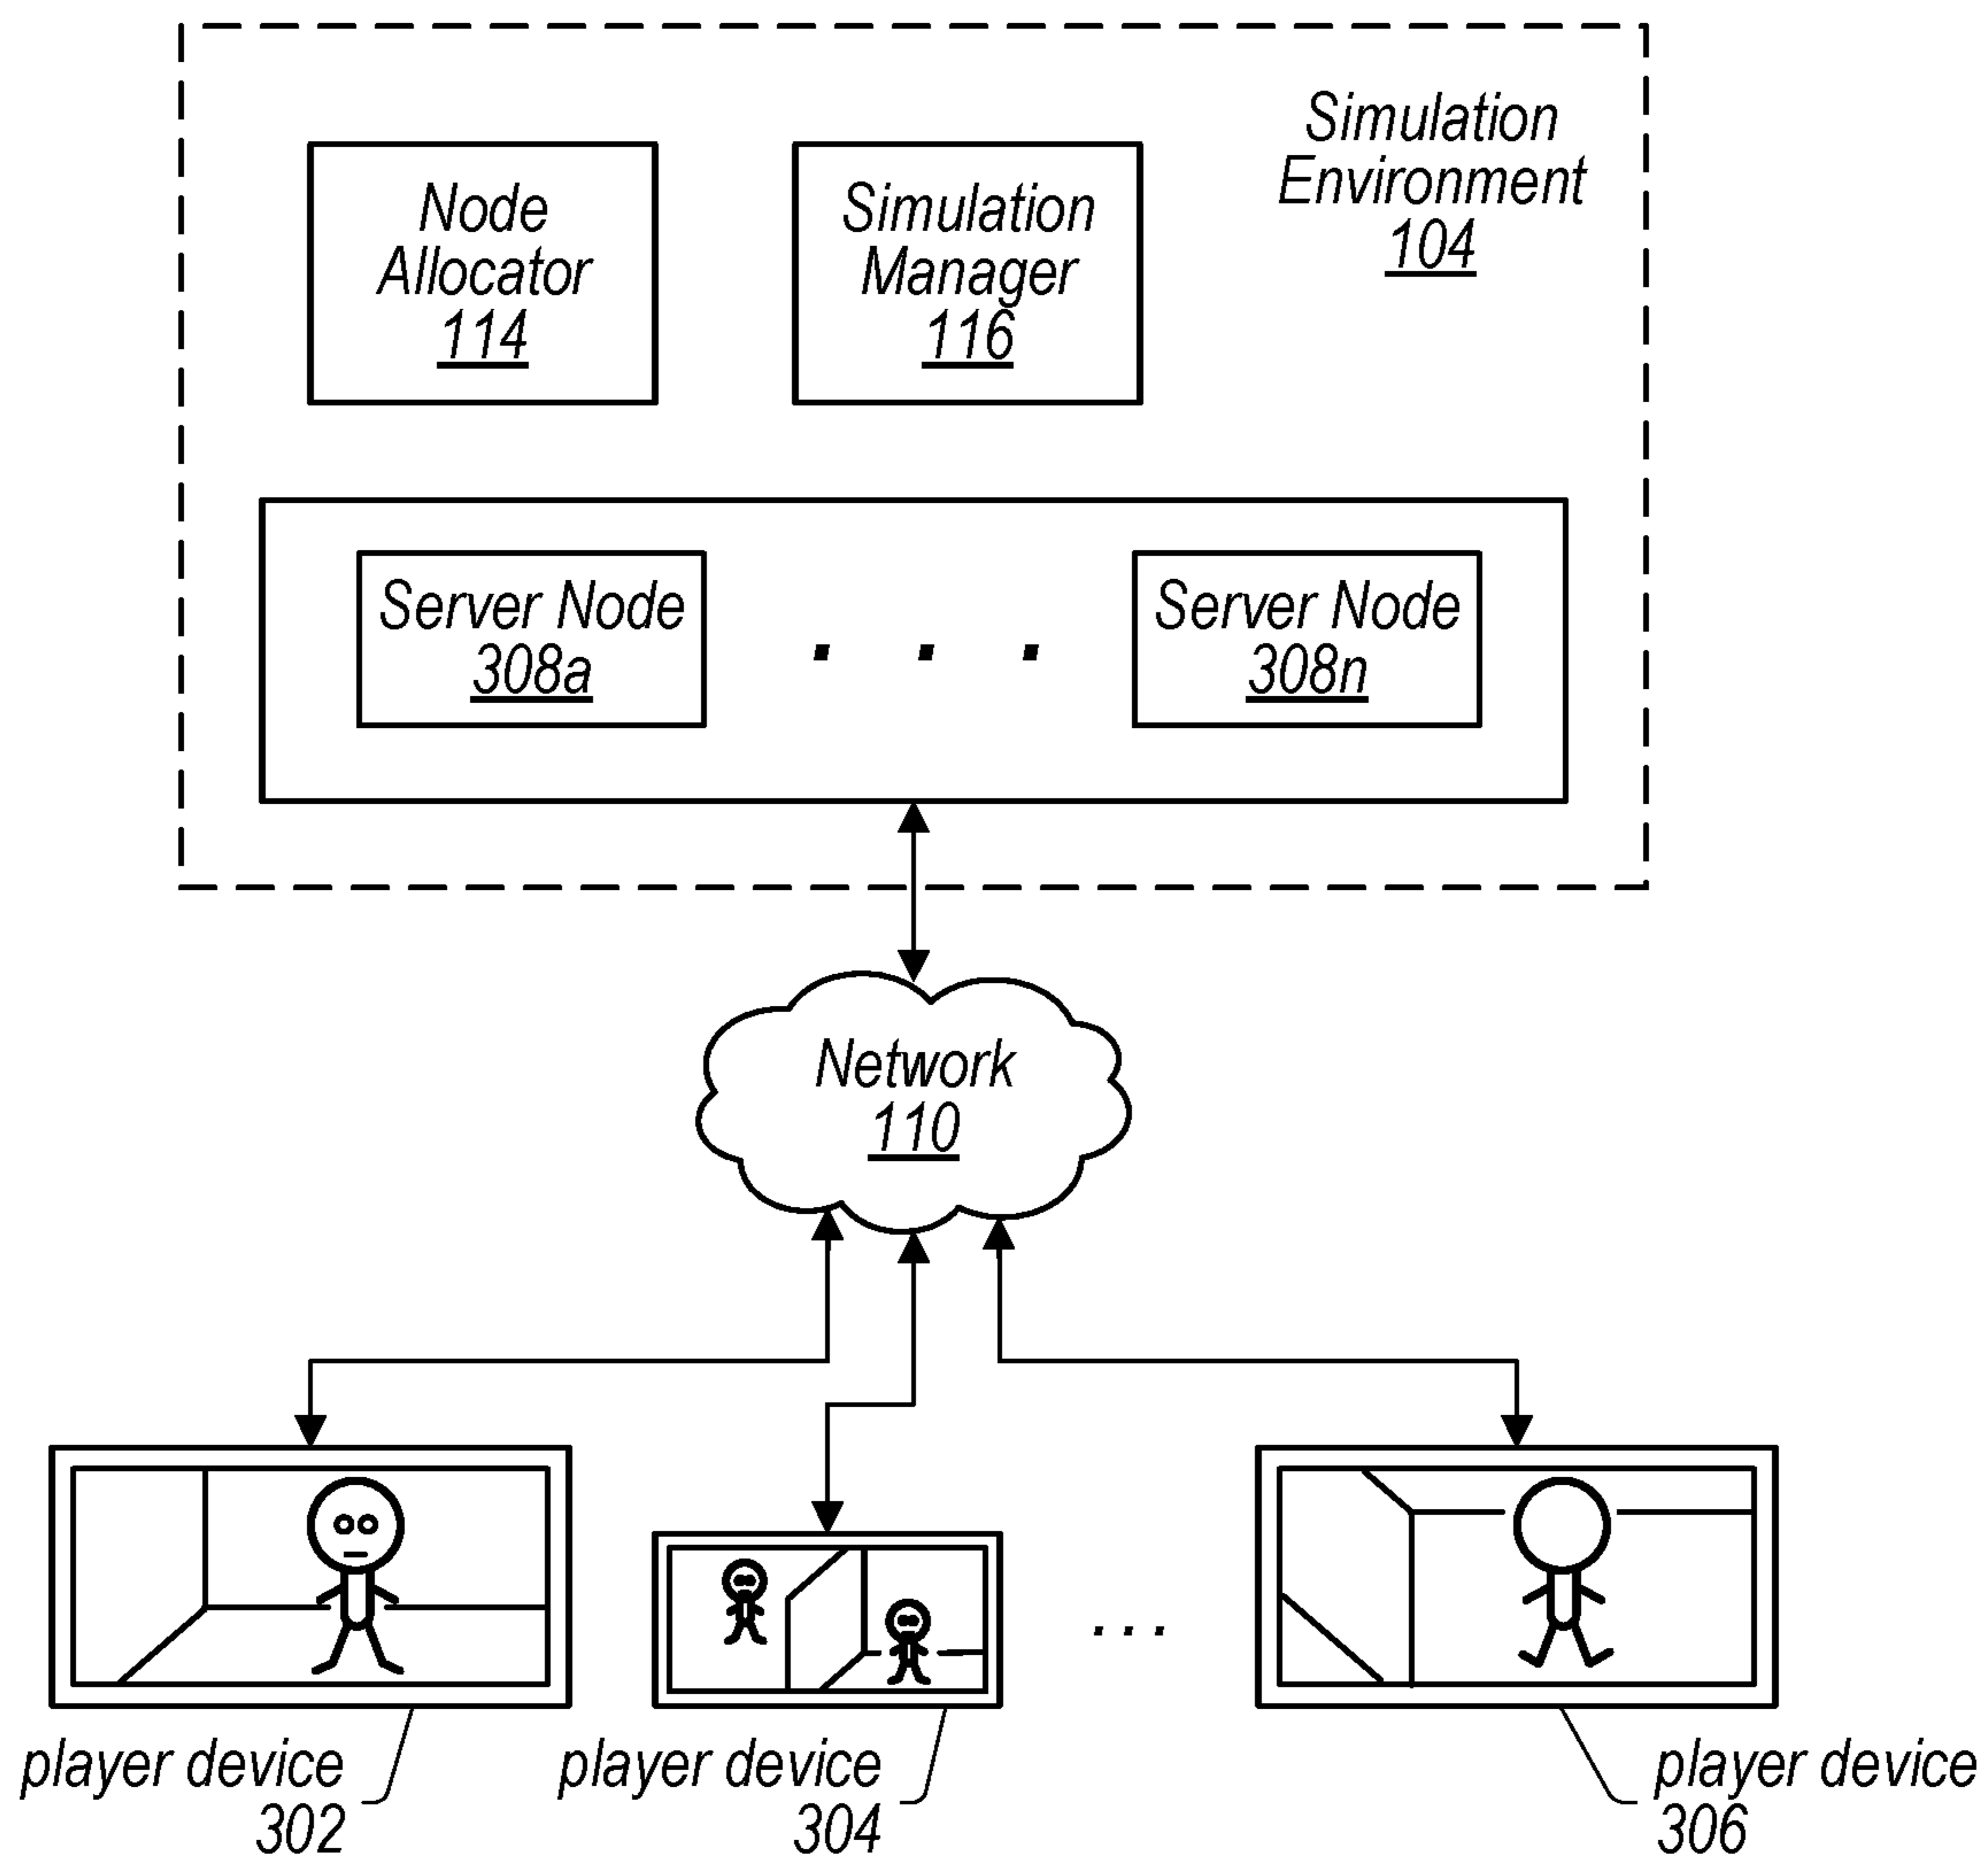 Simulation
Environment
104
Node
Allocator
114
Simulation
Manager
116
Server Node
308a
. . .
Server Node
308n
Network
110
...
player device
302
player device
304
player device
306